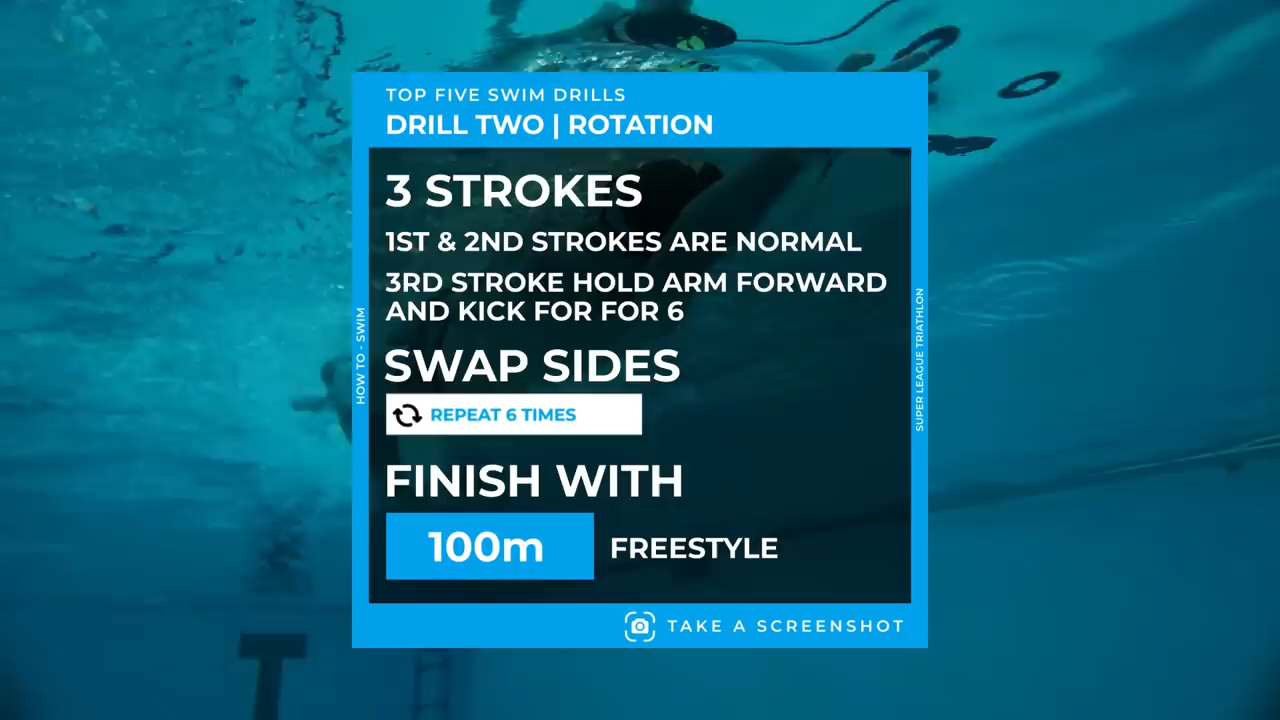 TOP FIVE SWIM DRILLS
DRILL TWO | ROTATION
3 STROKES
1ST & 2ND STROKES ARE NORMAL
3RD STROKE HOLD ARM FORWARD
AND KICK FOR FOR 6
SWAP SIDES
REPEAT 6 TIMES
FINISH WITH
100m FREESTYLE
TAKE A SCREENSHOT
HOW TO - SWIM
SUPER LEAGUE TRIATHLON